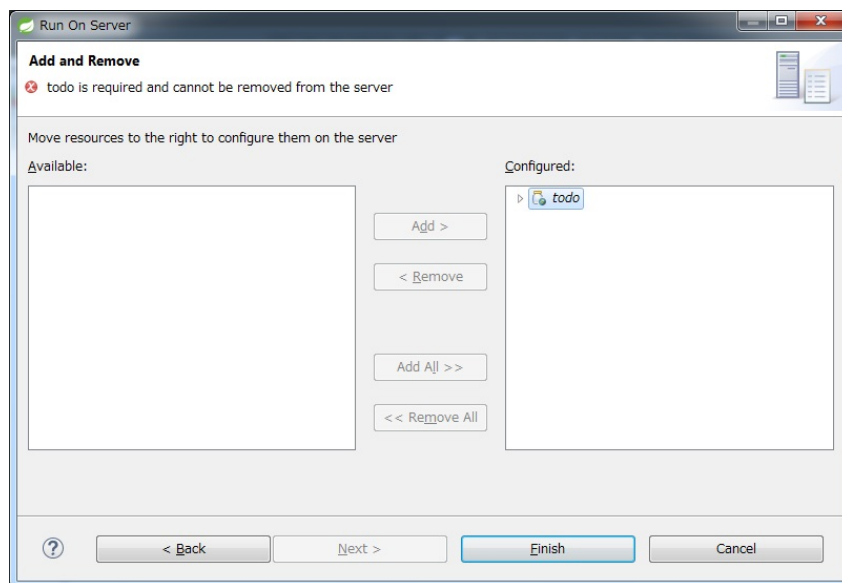 Run On Server
Add and Remove
todo is required and cannot be removed from the server
Move resources to the right to configure them on the server
Available:
Configured:
todo
Add >
< Remove
Add All >>
<< Remove All
< Back
Next >
Finish
Cancel